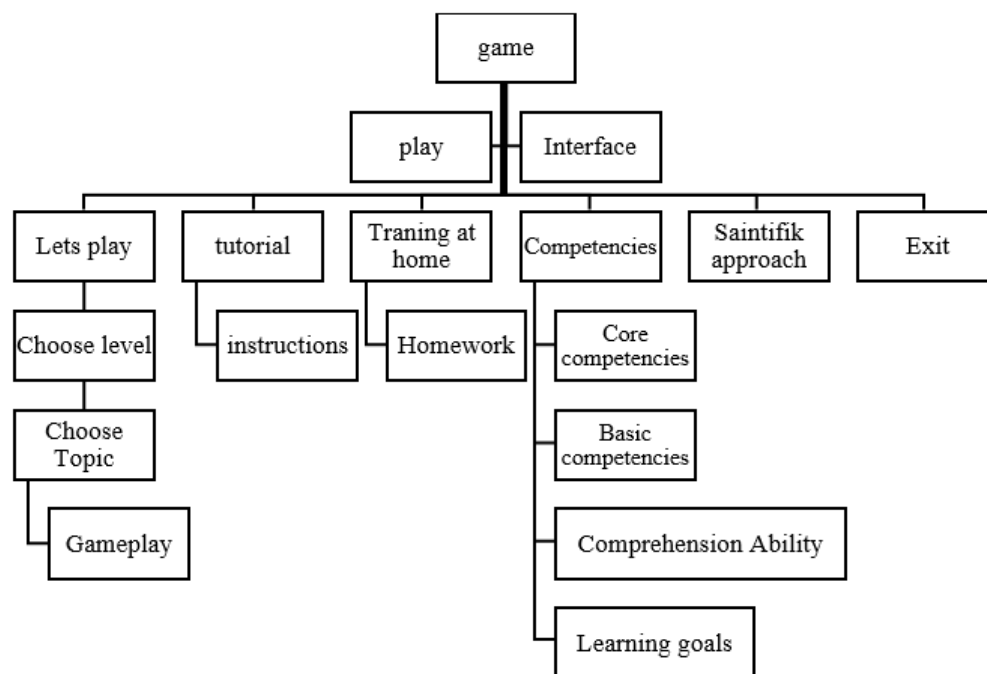 game
play
Interface
Lets play
tutorial
Traning at
home
Competencies
Saintifik
approach
Exit
Choose level
instructions
Homework
Core
competencies
Choose
Topic
Basic
competencies
Gameplay
Comprehension Ability
Learning goals